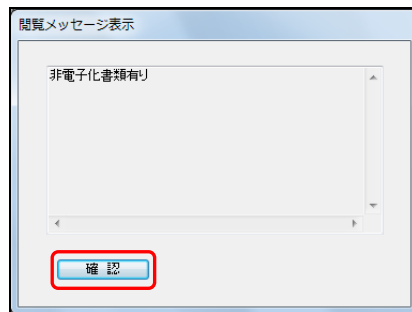 閲覧メッセージ表示
非電子化書類有り
確 認